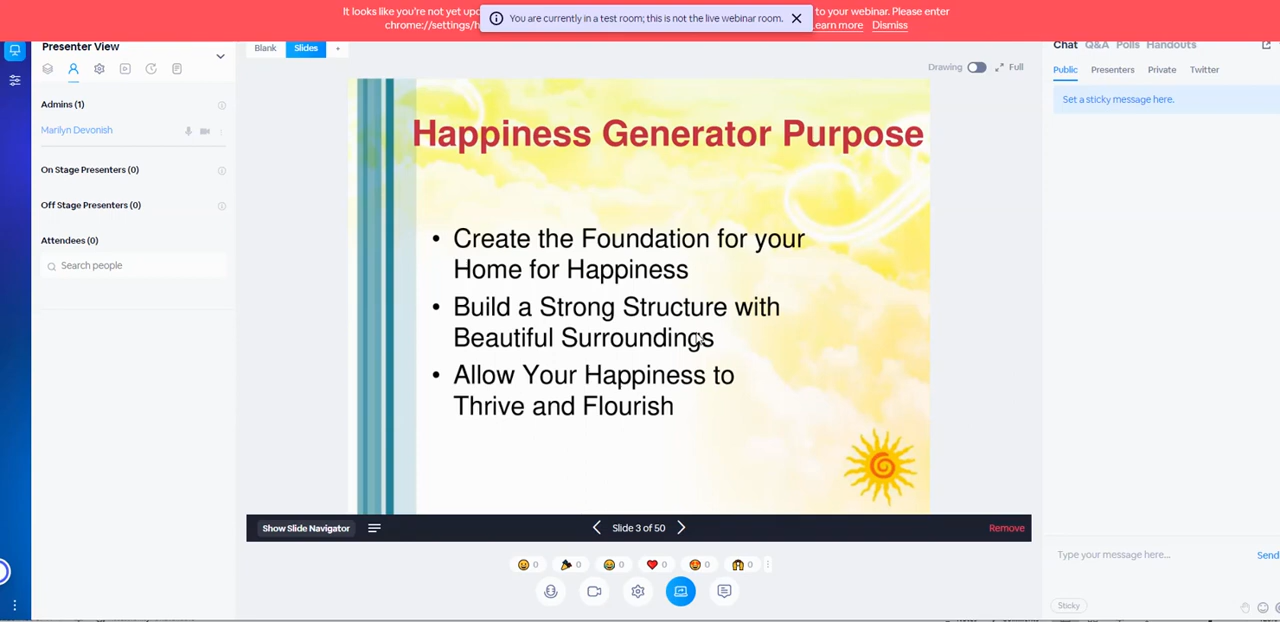 It looks like you're not yet
to your webinar. Please enter
chrome://settings/
Learn more
Dismiss
You are currently in a test room; this is not the live webinar room.
Presenter View
Admins (1)
Marilyn Devonish
On Stage Presenters (0)
Off Stage Presenters (0)
Attendees (0)
Search people
Blank
Slides
+
Drawing
Full
Happiness Generator Purpose
• Create the Foundation for your
Home for Happiness
• Build a Strong Structure with
Beautiful Surroundings
• Allow Your Happiness to
Thrive and Flourish
Show Slide Navigator
Slide 3 of 50
Remove
0
0
0
0
0
0
Chat Q&A Polls Handouts
Public Presenters Private Twitter
Set a sticky message here.
Type your message here...
Send
Sticky